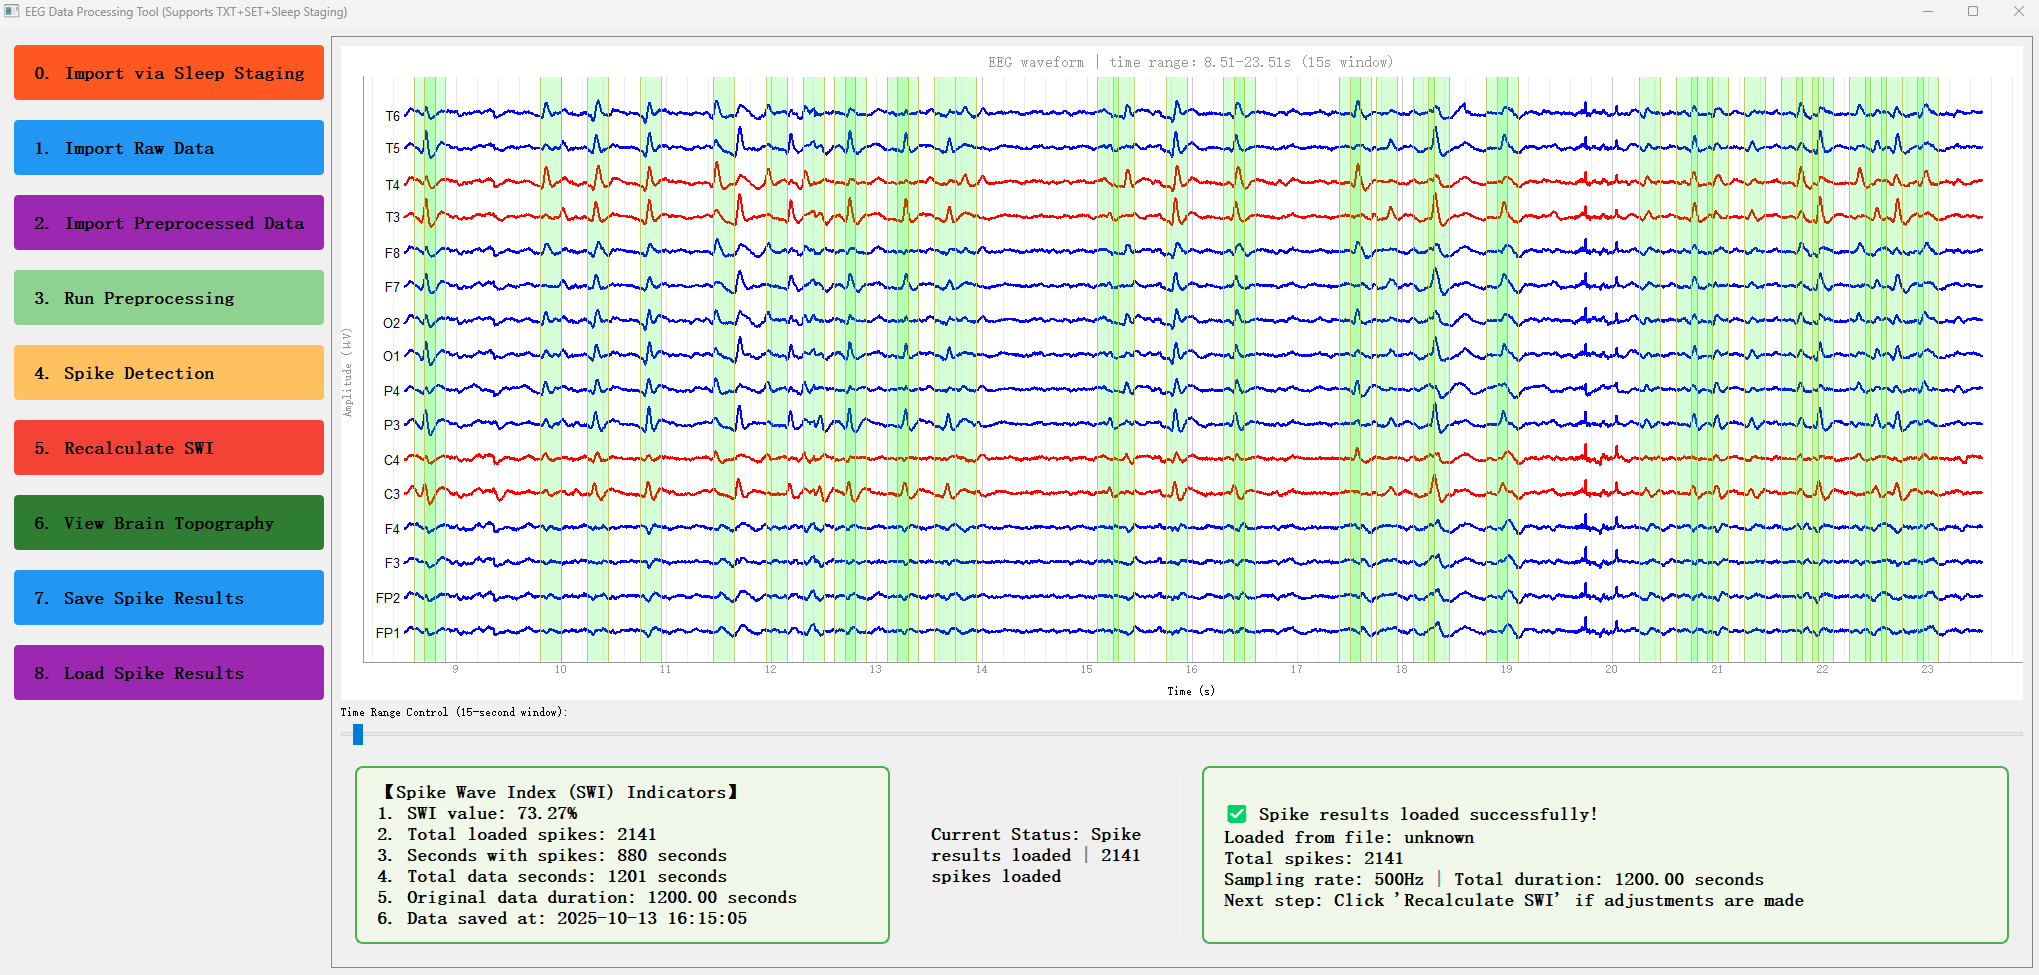 EEG Data Processing Tool (Supports TXT+SET+Sleep Staging)
0. Import via Sleep Staging
1. Import Raw Data
2. Import Preprocessed Data
3. Run Preprocessing
4. Spike Detection
5. Recalculate SWI
6. View Brain Topography
7. Save Spike Results
8. Load Spike Results
EEG waveform | time range: 8.51-23.51s (15s window)
Amplitude (μV)
T6
T5
T4
T3
F8
F7
O2
O1
P4
P3
C4
C3
F4
F3
FP2
FP1
9 10 11 12 13 14 15 16 17 18 19 20 21 22 23
Time (s)
Time Range Control (15-second window):
【Spike Wave Index (SWI) Indicators】
1. SWI value: 73.27%
2. Total loaded spikes: 2141
3. Seconds with spikes: 880 seconds
4. Total data seconds: 1201 seconds
5. Original data duration: 1200.00 seconds
6. Data saved at: 2025-10-13 16:15:05
Current Status: Spike
results loaded | 2141
spikes loaded
✅ Spike results loaded successfully!
Loaded from file: unknown
Total spikes: 2141
Sampling rate: 500Hz | Total duration: 1200.00 seconds
Next step: Click 'Recalculate SWI' if adjustments are made